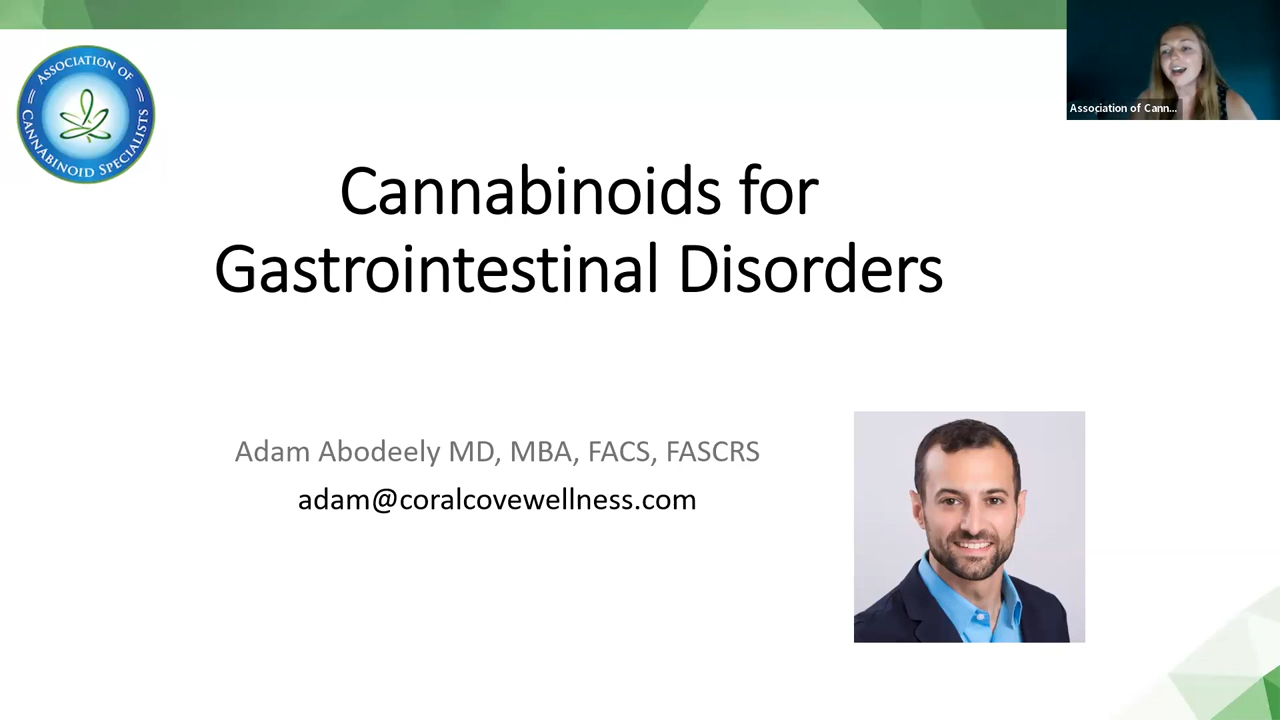 ASSOCIATION OF
CANNABINOID SPECIALISTS
Association of Cann...
Cannabinoids for
Gastrointestinal Disorders
Adam Abodeely MD, MBA, FACS, FASCRS
adam@coralcovewellness.com